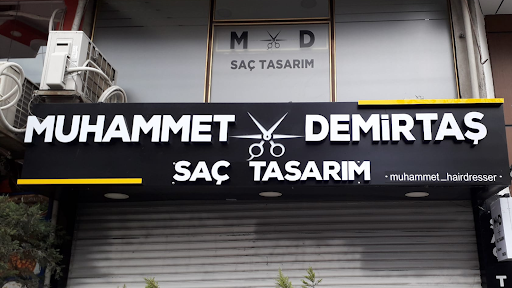 M D
SAÇ TASARIM
MUHAMMET DEMİRTAŞ
SAÇ TASARIM
• muhammet_hairdresser •